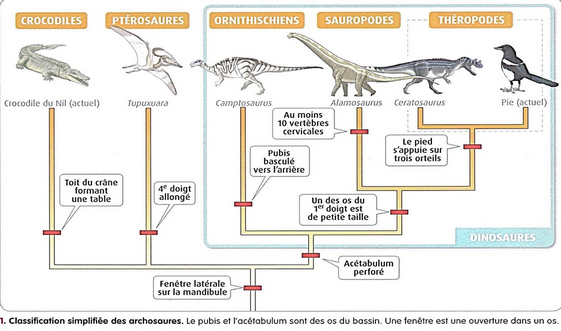 CROCODILES
PTÉROSAURES
ORNITHISCHIENS
SAUROPODES
THÉROPODES
Crocodile du Nil (actuel)
Tupuxuara
Camptosaurus
Alamosaurus
Ceratosaurus
Pie (actuel)
Au moins
10 vertèbres
cervicales
Le pied
s'appuie sur
trois orteils
Pubis
basculé
vers l'arrière
Toit du crâne
formant
une table
4e doigt
allongé
Un des os du
1er doigt est
de petite taille
DINOSAURES
Acétabulum
perforé
Fenêtre latérale
sur la mandibule
1. Classification simplifiée des archosaures. Le pubis et l'acétabulum sont des os du bassin. Une fenêtre est une ouverture dans un os.